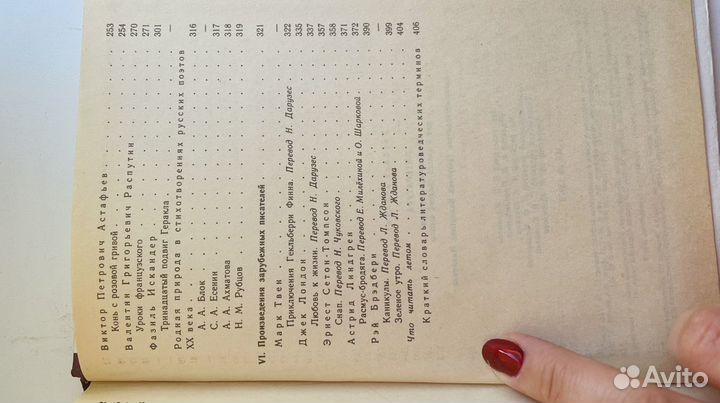 Виктор Петрович Астафьев . . . . . . . . 253
Конь с розовой гривой . . . . . . . . 254
Валентин Григорьевич Распутин . . . . . . 270
Уроки французского . . . . . . . . 271
Фазиль Искандер . . . . . . . . 301
Тринадцатый подвиг Геракла . . . . . . . . —
Родная природа в стихотворениях русских поэтов
XX века . . . . . . . . 316
А. А. Блок . . . . . . . . —
С. А. Есенин . . . . . . . . 317
А. А. Ахматова . . . . . . . . 318
Н. М. Рубцов . . . . . . . . 319
VI. Произведения зарубежных писателей . . . . . . 321
Марк Твен . . . . . . . . —
Приключения Гекльберри Финна. Перевод Н. Дарузес . . 322
Джек Лондон . . . . . . . . 335
Любовь к жизни. Перевод Н. Дарузес . . . . 337
Эрнест Сетон-Томпсон . . . . . . 357
Снап. Перевод Н. Чуковского . . . . . . 358
Астрид Линдгрен . . . . . . . . 371
Расмус-бродяга. Перевод Е. Милёхиной и О. Шарковой . . 372
Рэй Брэдбери . . . . . . . . 390
Каникулы. Перевод Л. Жданова . . . . . . —
Зеленое утро. Перевод Л. Жданова . . . . . . 399
Что читать летом . . . . . . . . 404
Краткий словарь литературоведческих терминов . . 406
Avito